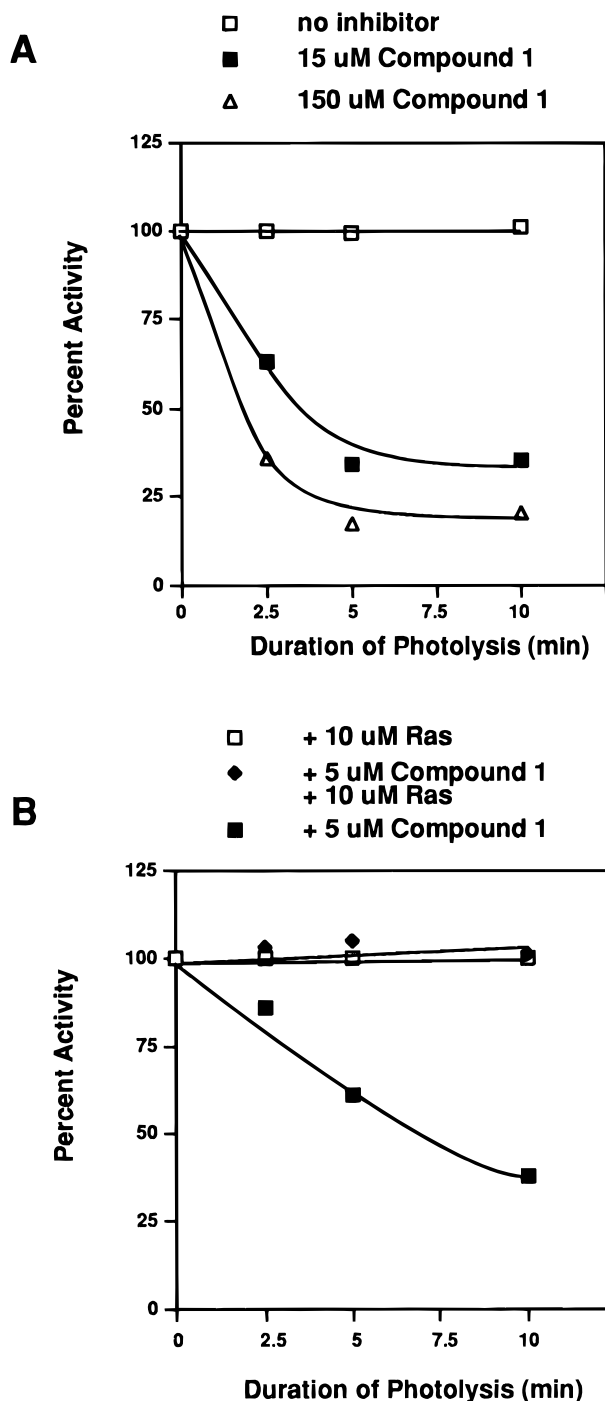 A
no inhibitor
15 uM Compound 1
150 uM Compound 1
125
100
75
50
25
0
Percent Activity
0 2.5 5 7.5 10
Duration of Photolysis (min)
B
+ 10 uM Ras
+ 5 uM Compound 1
+ 10 uM Ras
+ 5 uM Compound 1
125
100
75
50
25
0
Percent Activity
0 2.5 5 7.5 10
Duration of Photolysis (min)